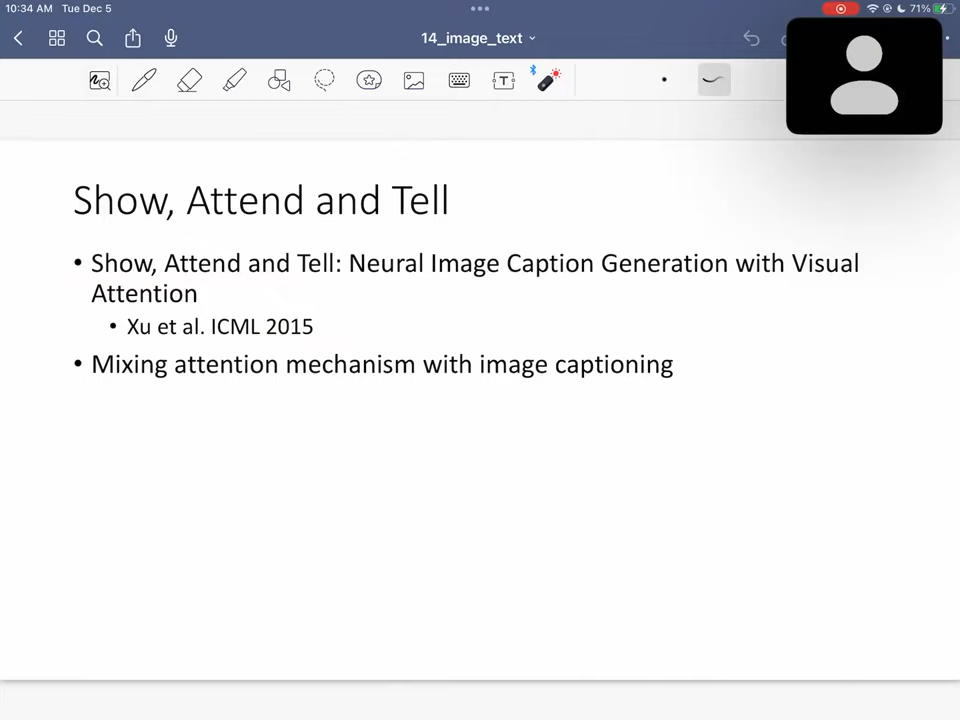 10:34 AM Tue Dec 5
71%
14_image_text
T
Show, Attend and Tell
• Show, Attend and Tell: Neural Image Caption Generation with Visual
Attention
• Xu et al. ICML 2015
• Mixing attention mechanism with image captioning